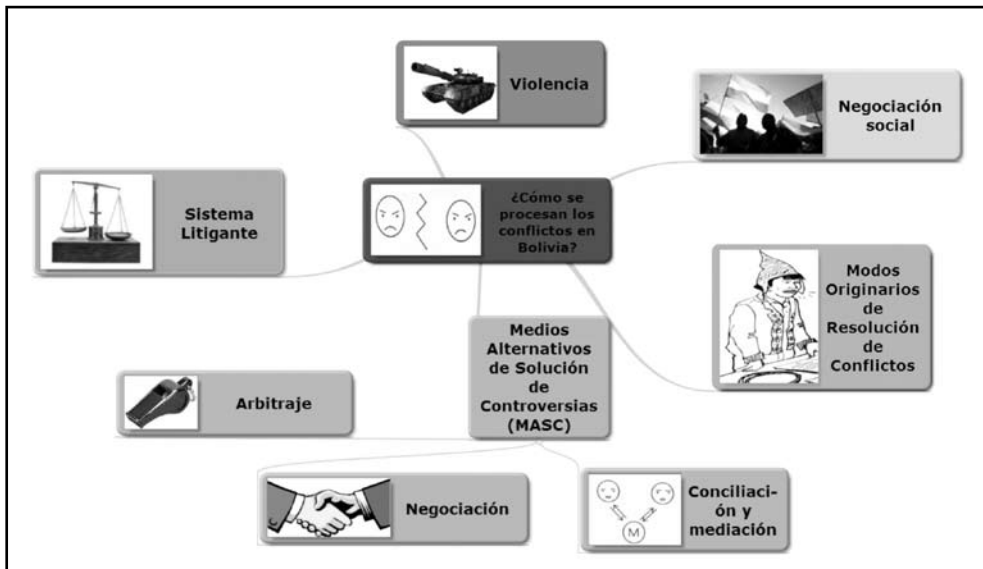 Violencia
Negociación
social
Sistema
Litigante
¿Cómo se
procesan los
conflictos en
Bolivia?
Modos
Originarios
de
Resolución
de
Conflictos
Medios
Alternativos
de Solución
de
Controversias
(MASC)
Arbitraje
Negociación
Conciliaci-
ón y
mediación
M